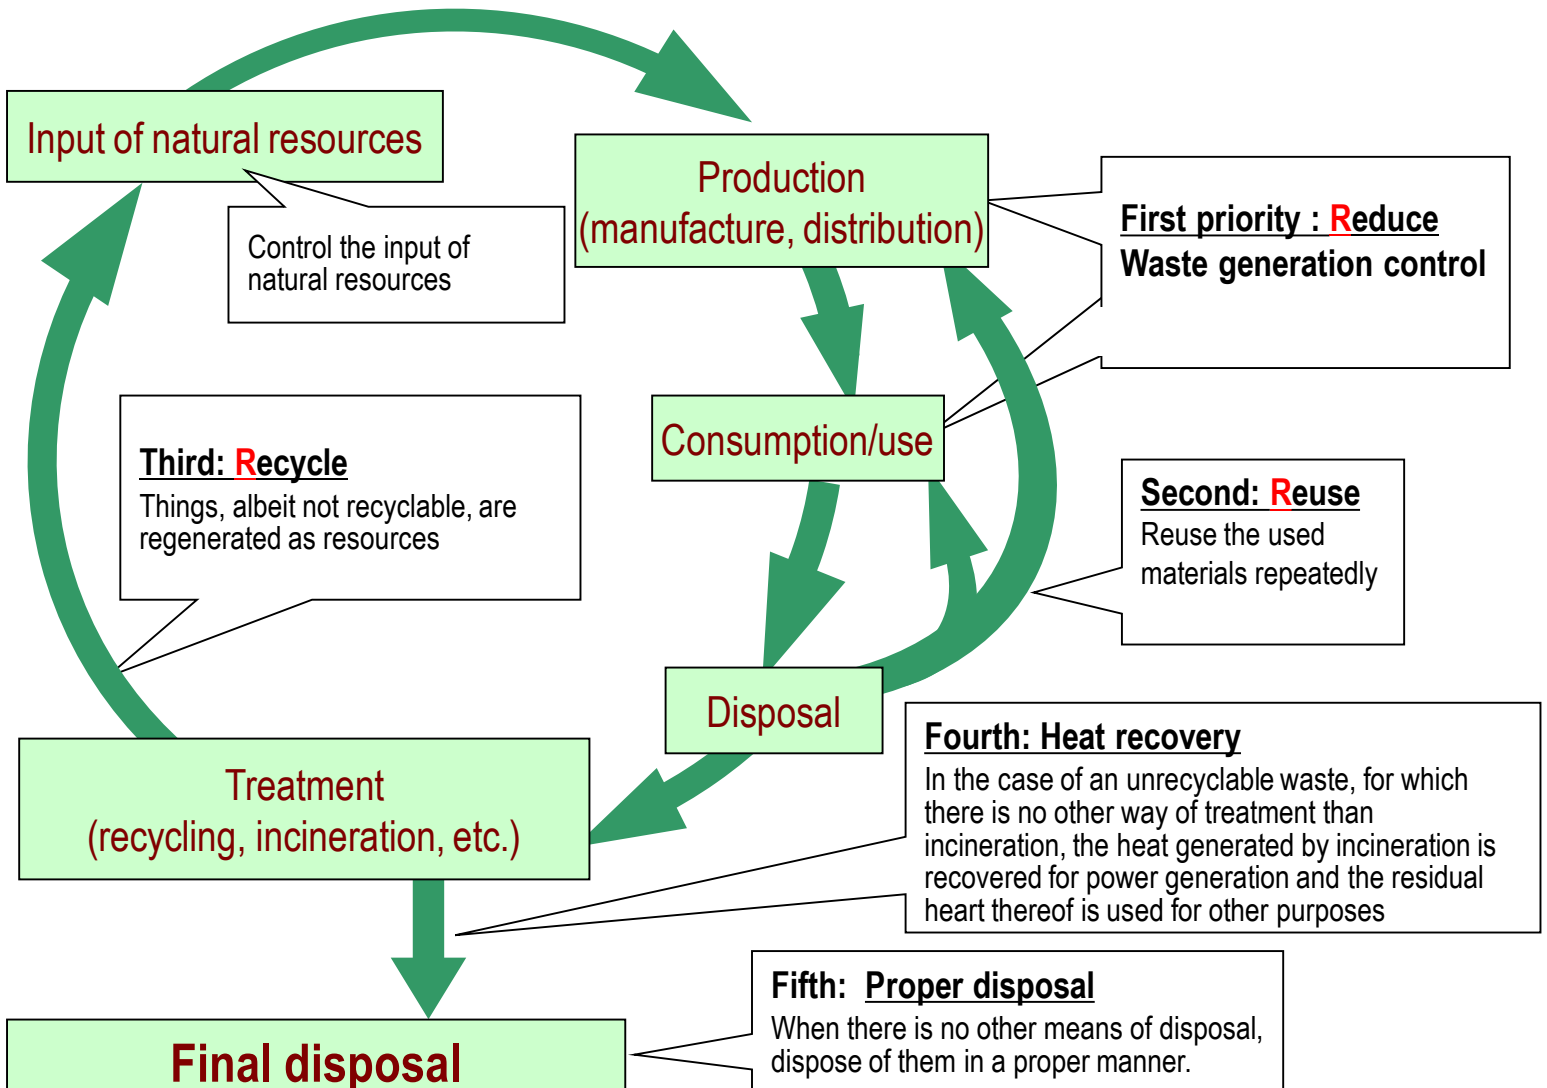 Input of natural resources
Control the input of
natural resources
Production
(manufacture, distribution)
First priority : Reduce
Waste generation control
Consumption/use
Third: Recycle
Things, albeit not recyclable, are
regenerated as resources
Second: Reuse
Reuse the used
materials repeatedly
Disposal
Treatment
(recycling, incineration, etc.)
Fourth: Heat recovery
In the case of an unrecyclable waste, for which
there is no other way of treatment than
incineration, the heat generated by incineration is
recovered for power generation and the residual
heart thereof is used for other purposes
Fifth: Proper disposal
When there is no other means of disposal,
dispose of them in a proper manner.
Final disposal